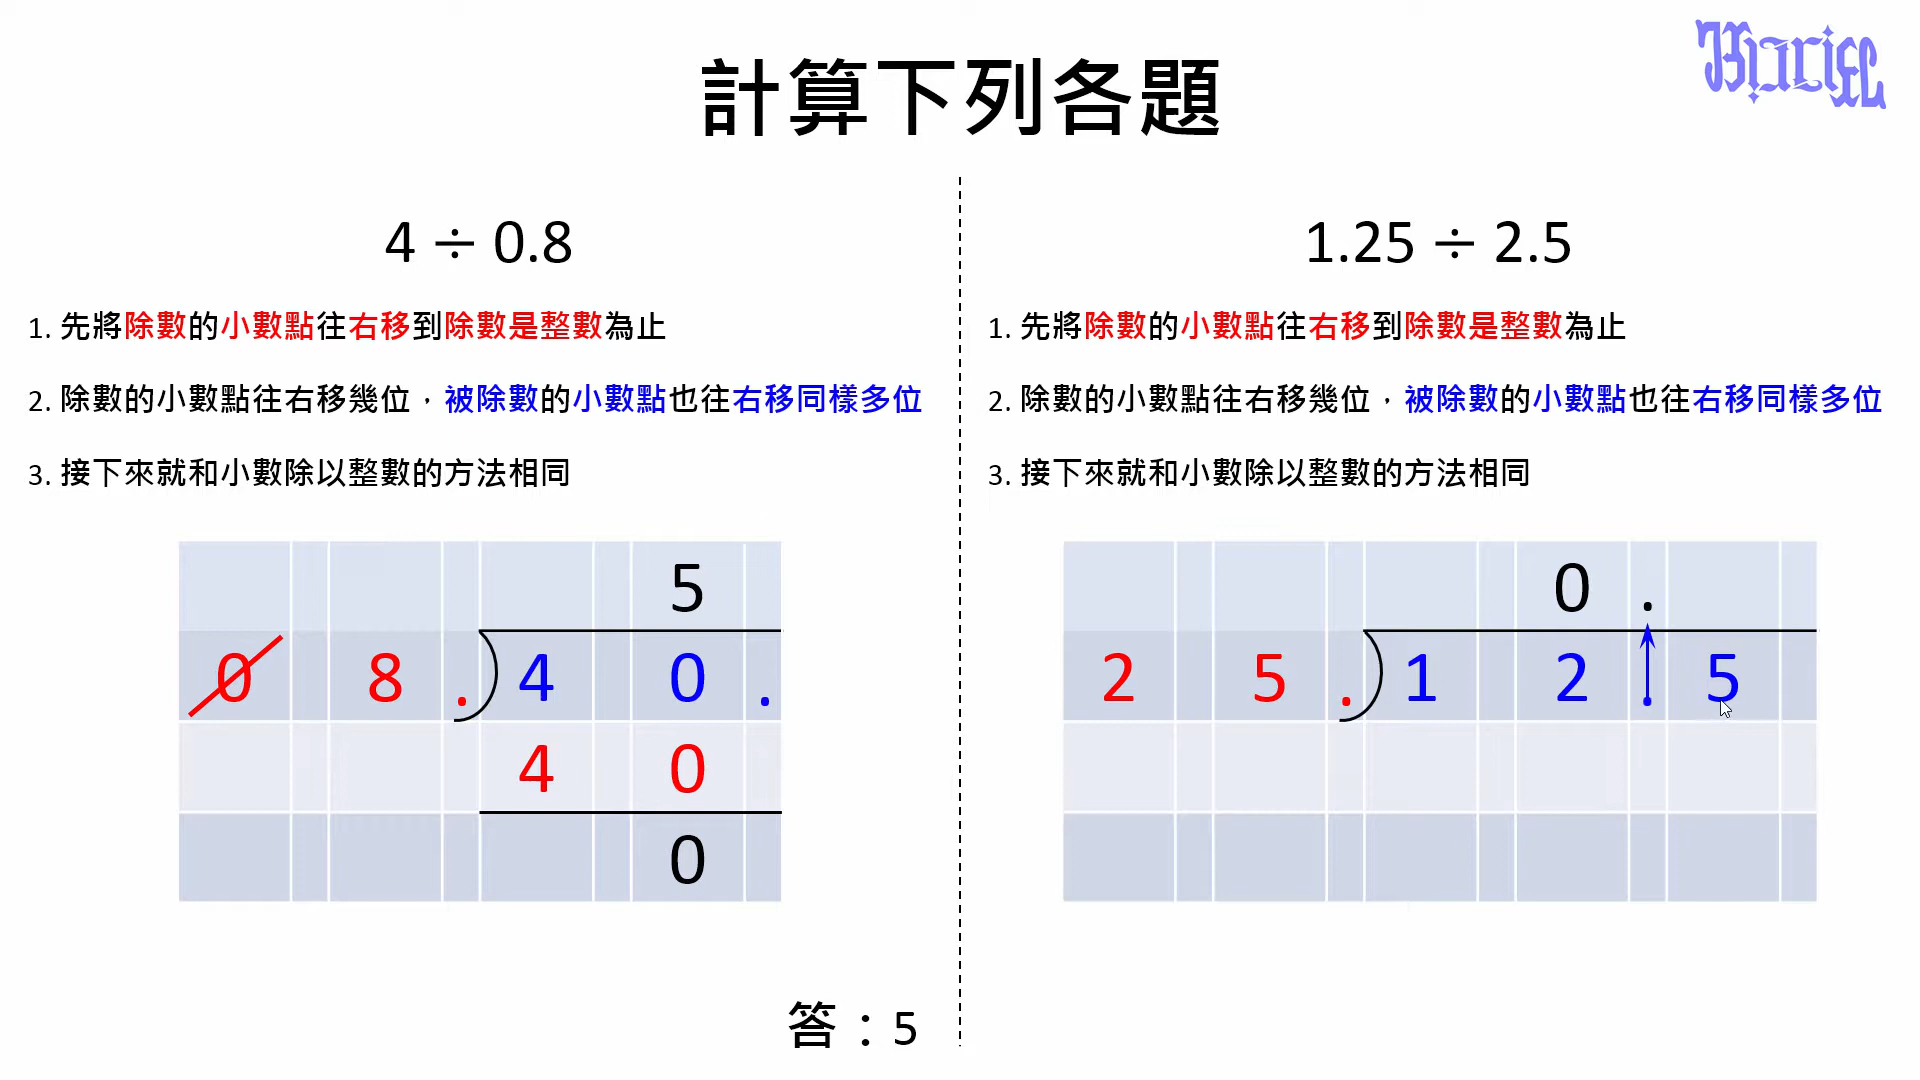 計算下列各題
4 ÷ 0.8
1. 先將除數的小數點往右移到除數是整數為止
2. 除數的小數點往右移幾位，被除數的小數點也往右移同樣多位
3. 接下來就和小數除以整數的方法相同
5
0 8 . 4 0 .
4 0
0
答：5
1.25 ÷ 2.5
1. 先將除數的小數點往右移到除數是整數為止
2. 除數的小數點往右移幾位，被除數的小數點也往右移同樣多位
3. 接下來就和小數除以整數的方法相同
0 .
2 5 . 1 2 . 5